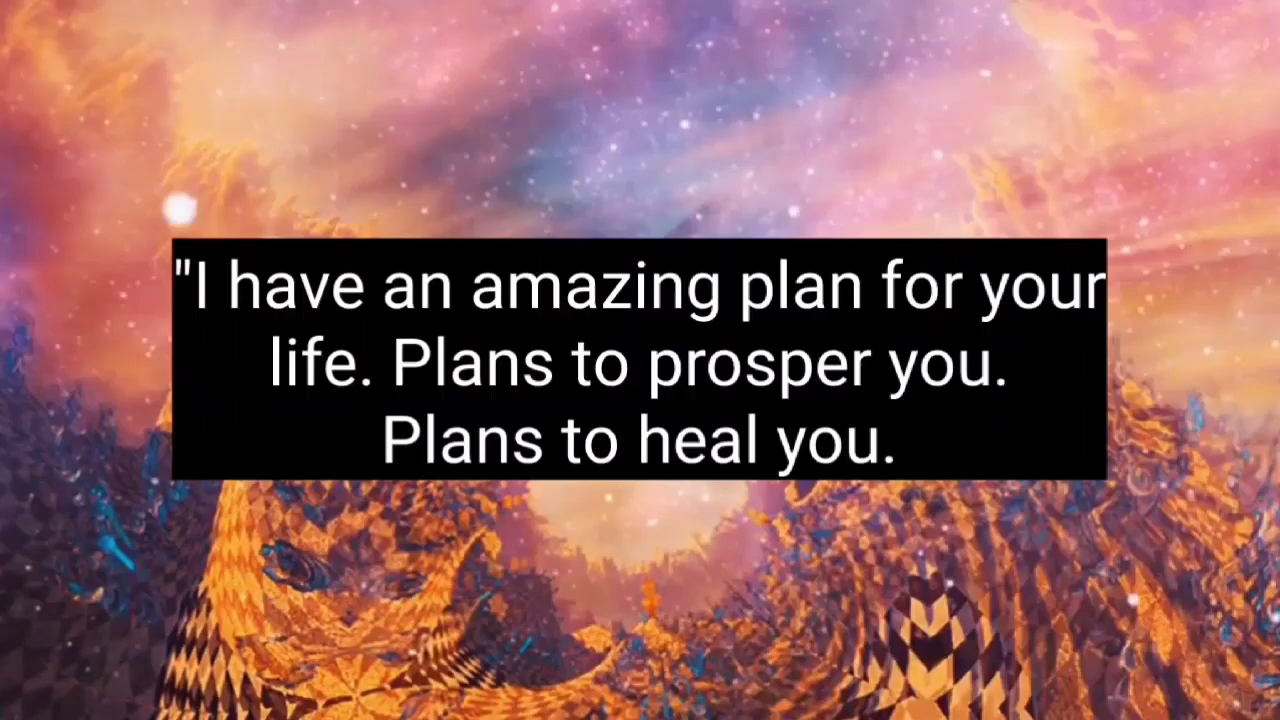 "I have an amazing plan for your
life. Plans to prosper you.
Plans to heal you.